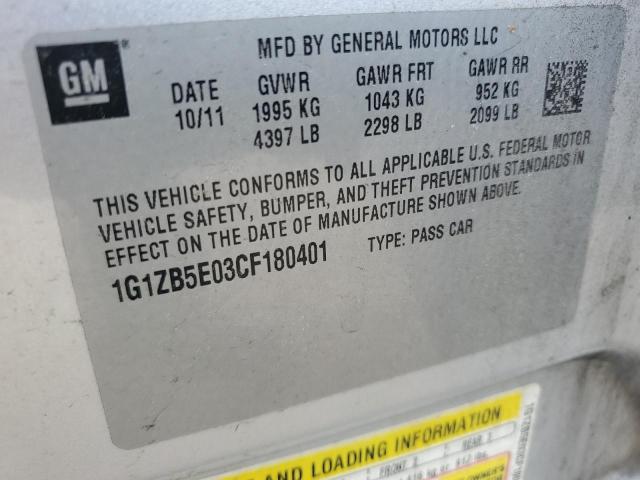 GM
MFD BY GENERAL MOTORS LLC
DATE GVWR GAWR FRT GAWR RR
10/11 1995 KG 1043 KG 952 KG
4397 LB 2298 LB 2099 LB
THIS VEHICLE CONFORMS TO ALL APPLICABLE U.S. FEDERAL MOTOR
VEHICLE SAFETY, BUMPER, AND THEFT PREVENTION STANDARDS IN
EFFECT ON THE DATE OF MANUFACTURE SHOWN ABOVE.
1G1ZB5E03CF180401 TYPE: PASS CAR
AND LOADING INFORMATION